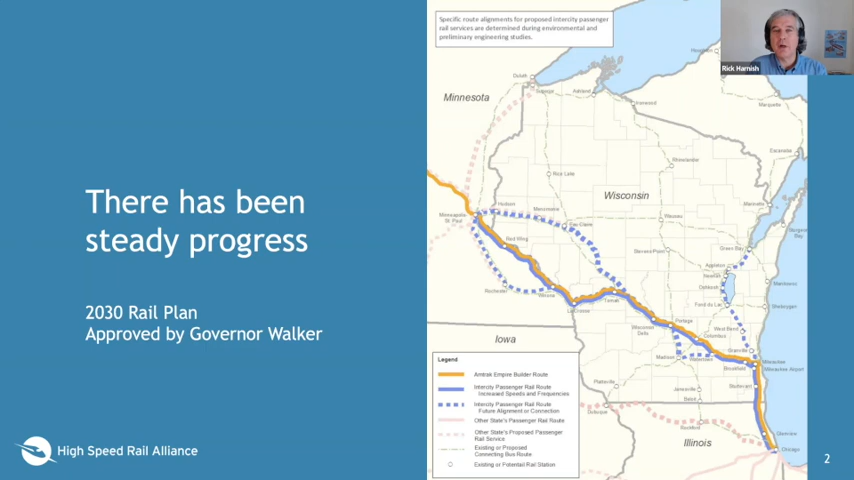 There has been
steady progress
2030 Rail Plan
Approved by Governor Walker
High Speed Rail Alliance
Specific route alignments for proposed intercity passenger
rail services are determined during environmental and
preliminary engineering studies.
Rick Harnish
Minnesota
Duluth
Superior
Ashland
Ironwood
Marquette
Escanaba
Rhinelander
Rice Lake
Wisconsin
Hudson
Menomonie
Marinette
Minneapolis
St. Paul
Eau Claire
Wausau
Sturgeon
Bay
Red Wing
Stevens Point
Green Bay
Appleton
Neenah
Oshkosh
Manitowoc
Rochester
Winona
Tomah
La Crosse
Fond du Lac
Sheboygan
Wisconsin
Dells
Portage
West Bend
Columbus
Iowa
Granville
Madison
Watertown
Milwaukee
Brookfield
Milwaukee Airport
Platteville
Janesville
Sturtevant
Beloit
Dubuque
Rockford
Glenview
Illinois
Chicago
Legend
Amtrak Empire Builder Route
Intercity Passenger Rail Route
Increased Speeds and Frequencies
Intercity Passenger Rail Route
Future Alignment or Connection
Other State's Passenger Rail Route
Other State's Proposed Passenger
Rail Service
Existing or Proposed
Connecting Bus Route
Existing or Potential Rail Station
2